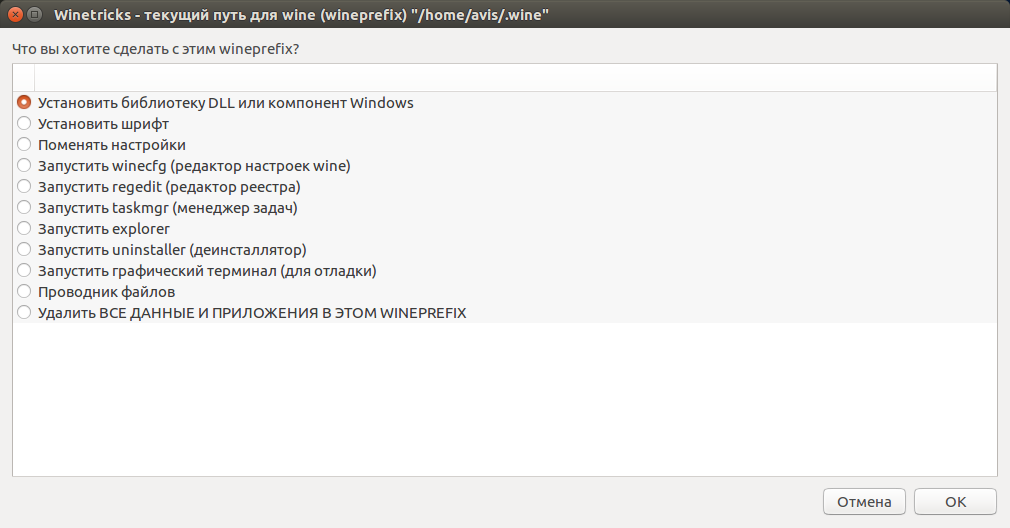 Winetricks - текущий путь для wine (wineprefix) "/home/avis/.wine"
Что вы хотите сделать с этим wineprefix?
Установить библиотеку DLL или компонент Windows
Установить шрифт
Поменять настройки
Запустить winecfg (редактор настроек wine)
Запустить regedit (редактор реестра)
Запустить taskmgr (менеджер задач)
Запустить explorer
Запустить uninstaller (деинсталлятор)
Запустить графический терминал (для отладки)
Проводник файлов
Удалить ВСЕ ДАННЫЕ И ПРИЛОЖЕНИЯ В ЭТОМ WINEPREFIX
Отмена OK